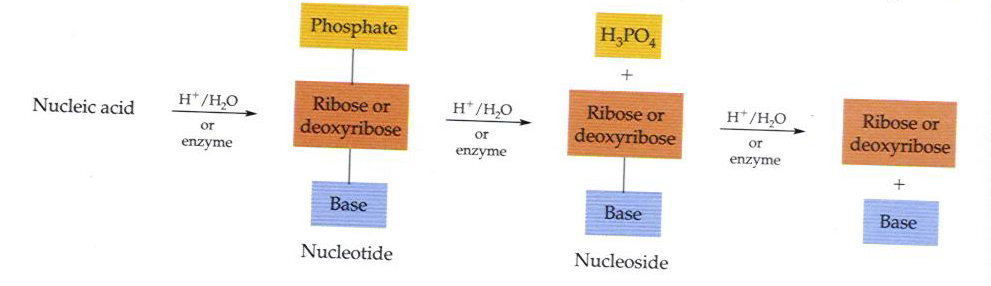 Nucleic acid
H⁺/H₂O
or
enzyme
Phosphate
Ribose or
deoxyribose
Base
Nucleotide
H⁺/H₂O
or
enzyme
H₃PO₄
+
Ribose or
deoxyribose
Base
Nucleoside
H⁺/H₂O
or
enzyme
Ribose or
deoxyribose
+
Base